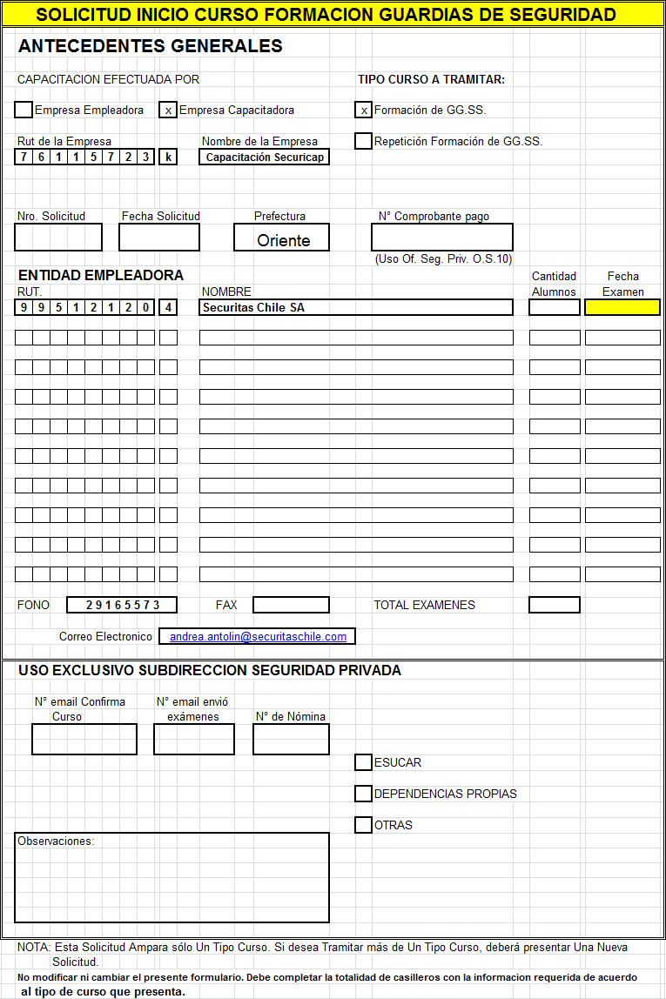 SOLICITUD INICIO CURSO FORMACION GUARDIAS DE SEGURIDAD
ANTECEDENTES GENERALES
CAPACITACION EFECTUADA POR TIPO CURSO A TRAMITAR:
Empresa Empleadora x Empresa Capacitadora x Formación de GG.SS.
Rut de la Empresa Nombre de la Empresa Repetición Formación de GG.SS.
7 6 1 1 5 7 2 3 k Capacitación Securicap
Nro. Solicitud Fecha Solicitud Prefectura N° Comprobante pago
Oriente
(Uso Of. Seg. Priv. O.S.10)
ENTIDAD EMPLEADORA Cantidad Fecha
RUT. NOMBRE Alumnos Examen
9 9 5 1 2 1 2 0 4 Securitas Chile SA
FONO 2 9 1 6 5 5 7 3 FAX TOTAL EXAMENES
Correo Electronico andrea.antolin@securitaschile.com
USO EXCLUSIVO SUBDIRECCION SEGURIDAD PRIVADA
N° email Confirma N° email envió
Curso exámenes N° de Nómina
ESUCAR
DEPENDENCIAS PROPIAS
OTRAS
Observaciones:
NOTA: Esta Solicitud Ampara sólo Un Tipo Curso. Si desea Tramitar más de Un Tipo Curso, deberá presentar Una Nueva
Solicitud.
No modificar ni cambiar el presente formulario. Debe completar la totalidad de casilleros con la informacion requerida de acuerdo
al tipo de curso que presenta.